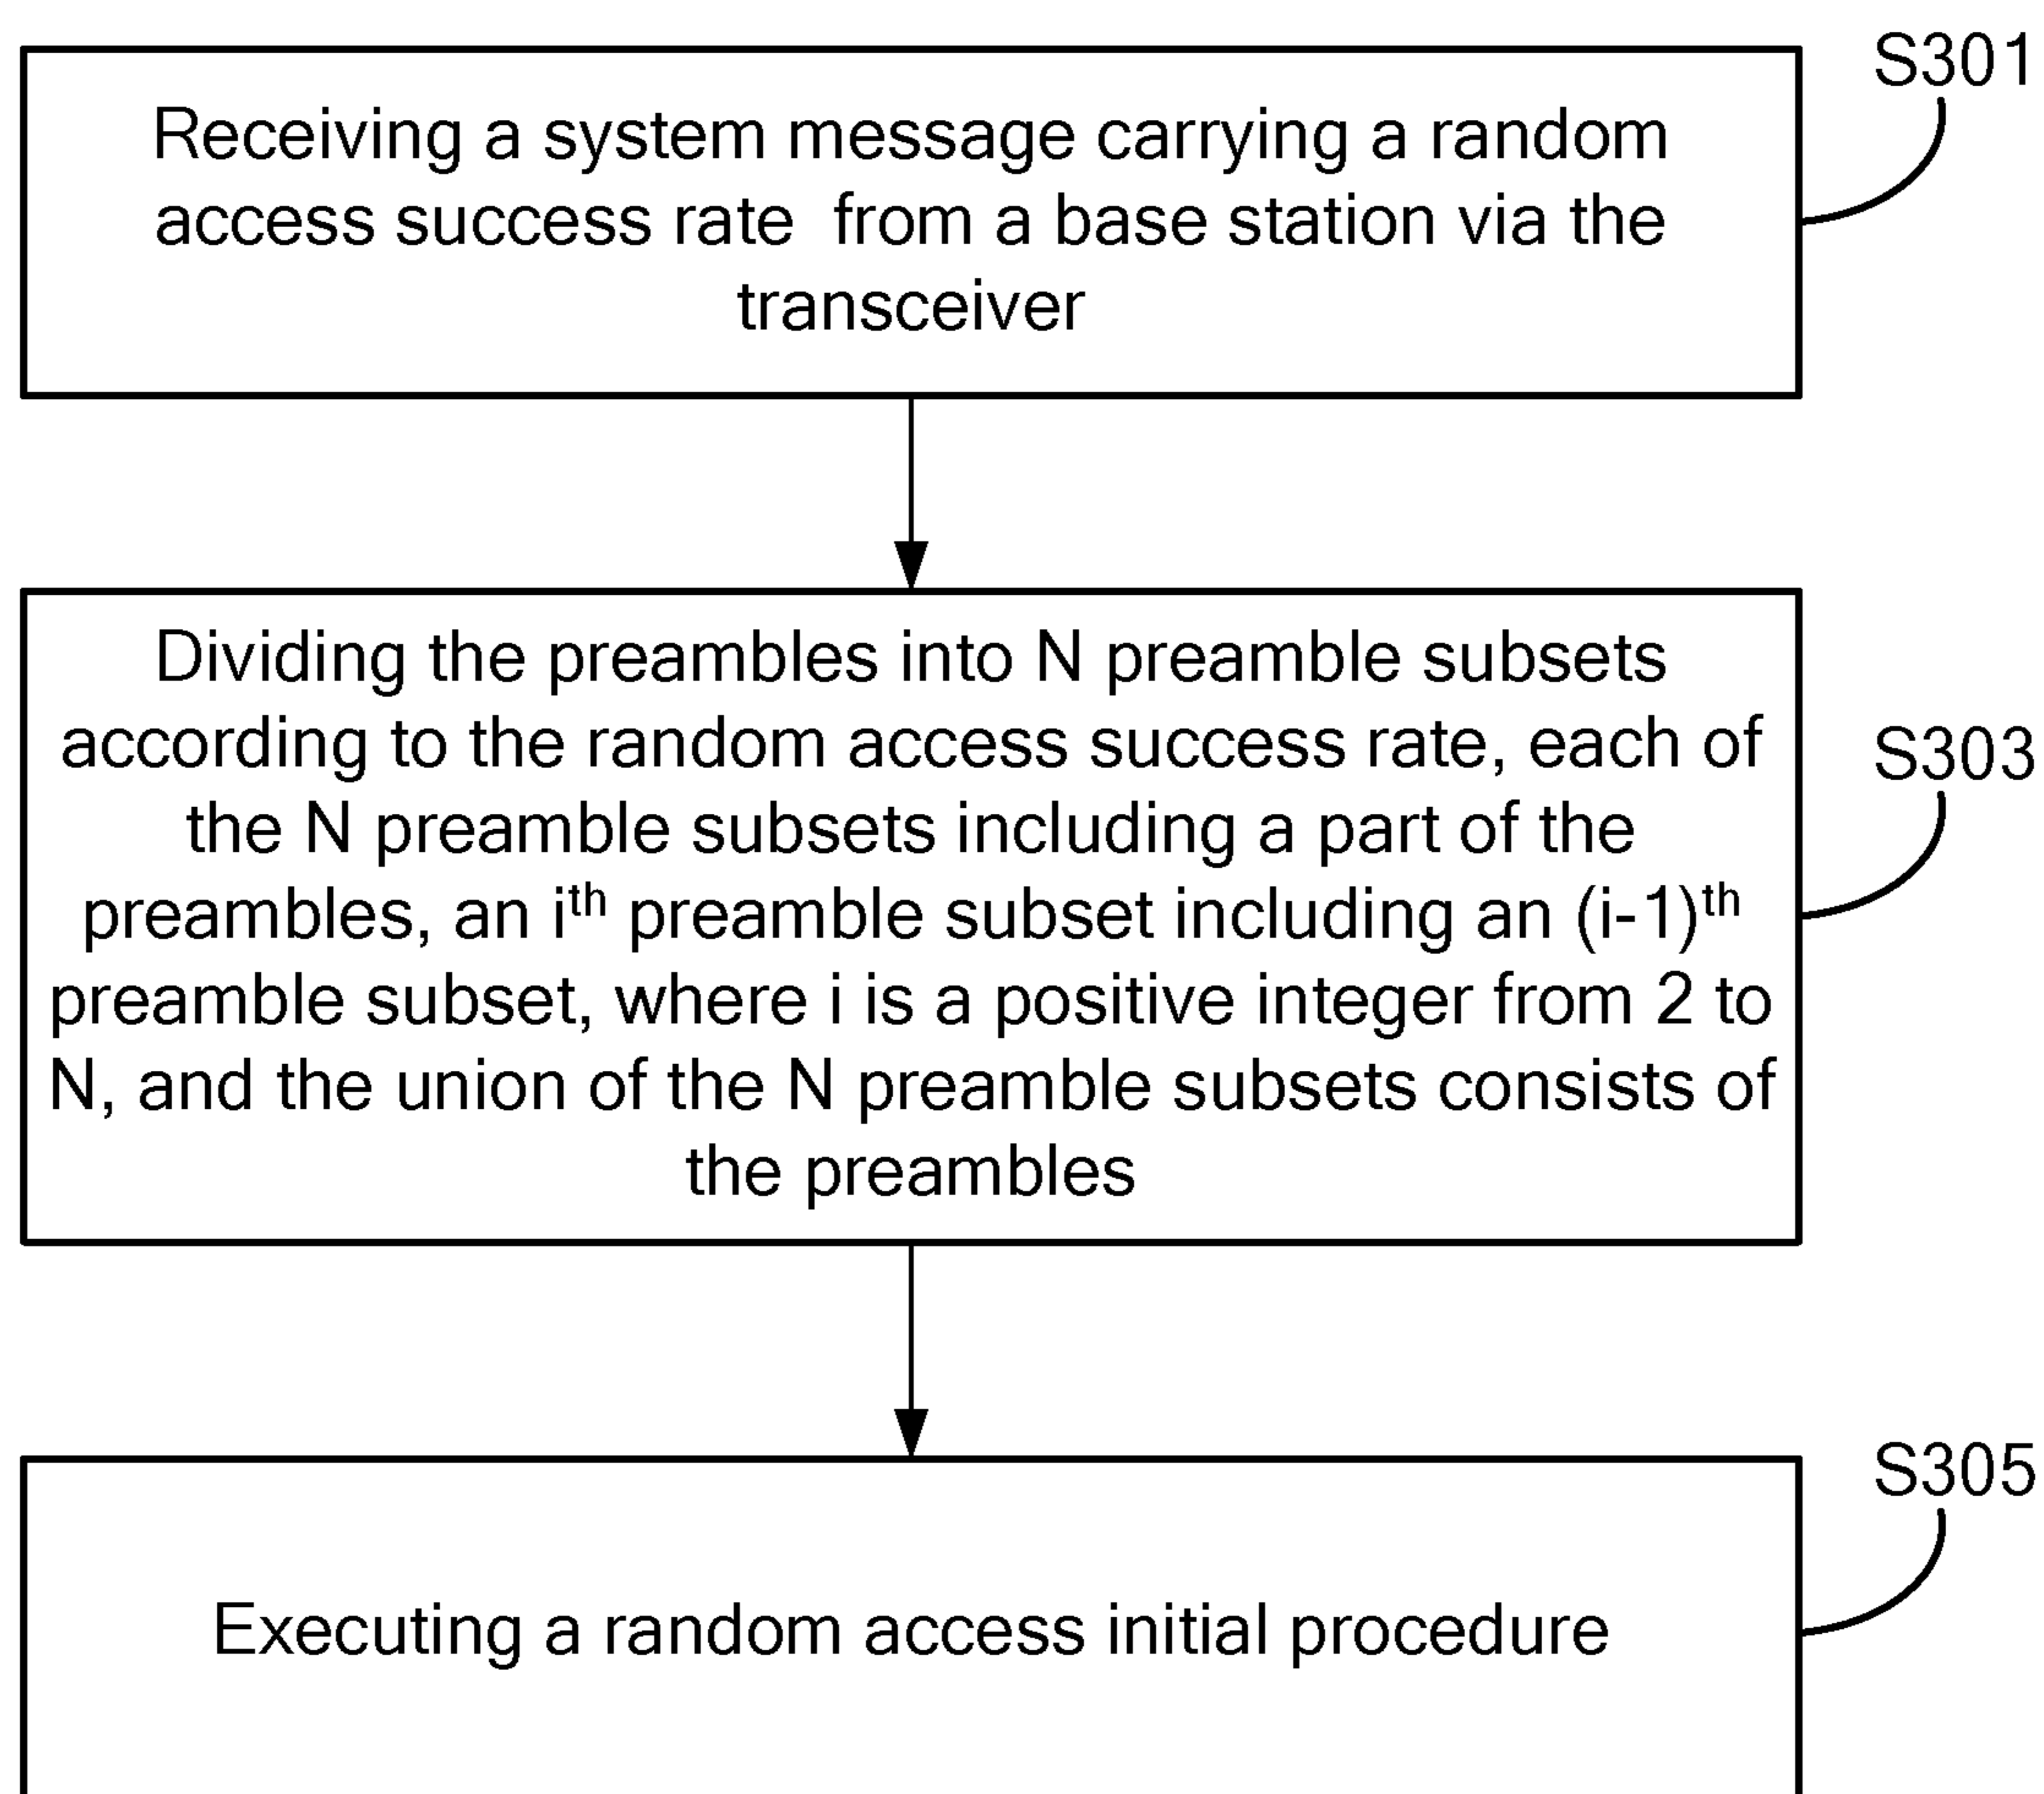 S301
Receiving a system message carrying a random
access success rate from a base station via the
transceiver
Dividing the preambles into N preamble subsets
according to the random access success rate, each of
the N preamble subsets including a part of the
preambles, an iᵗʰ preamble subset including an (i-1)ᵗʰ
preamble subset, where i is a positive integer from 2 to
N, and the union of the N preamble subsets consists of
the preambles
S303
S305
Executing a random access initial procedure